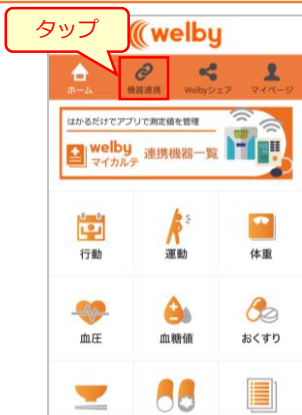 タップ
welby
ホーム 機器連携 Welbyシェア マイページ
はかるだけでアプリで測定値を管理
welby
マイカルテ 連携機器一覧
行動 運動 体重
血圧 血糖値 おくすり